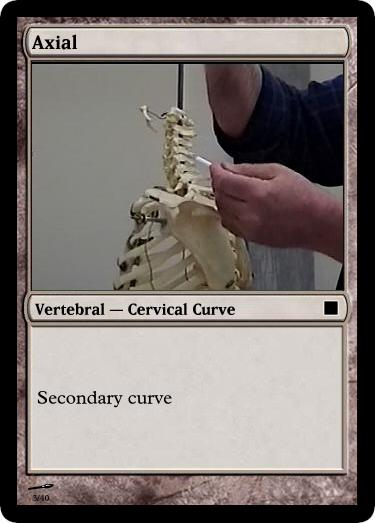 Axial
Vertebral — Cervical Curve
Secondary curve
3/40